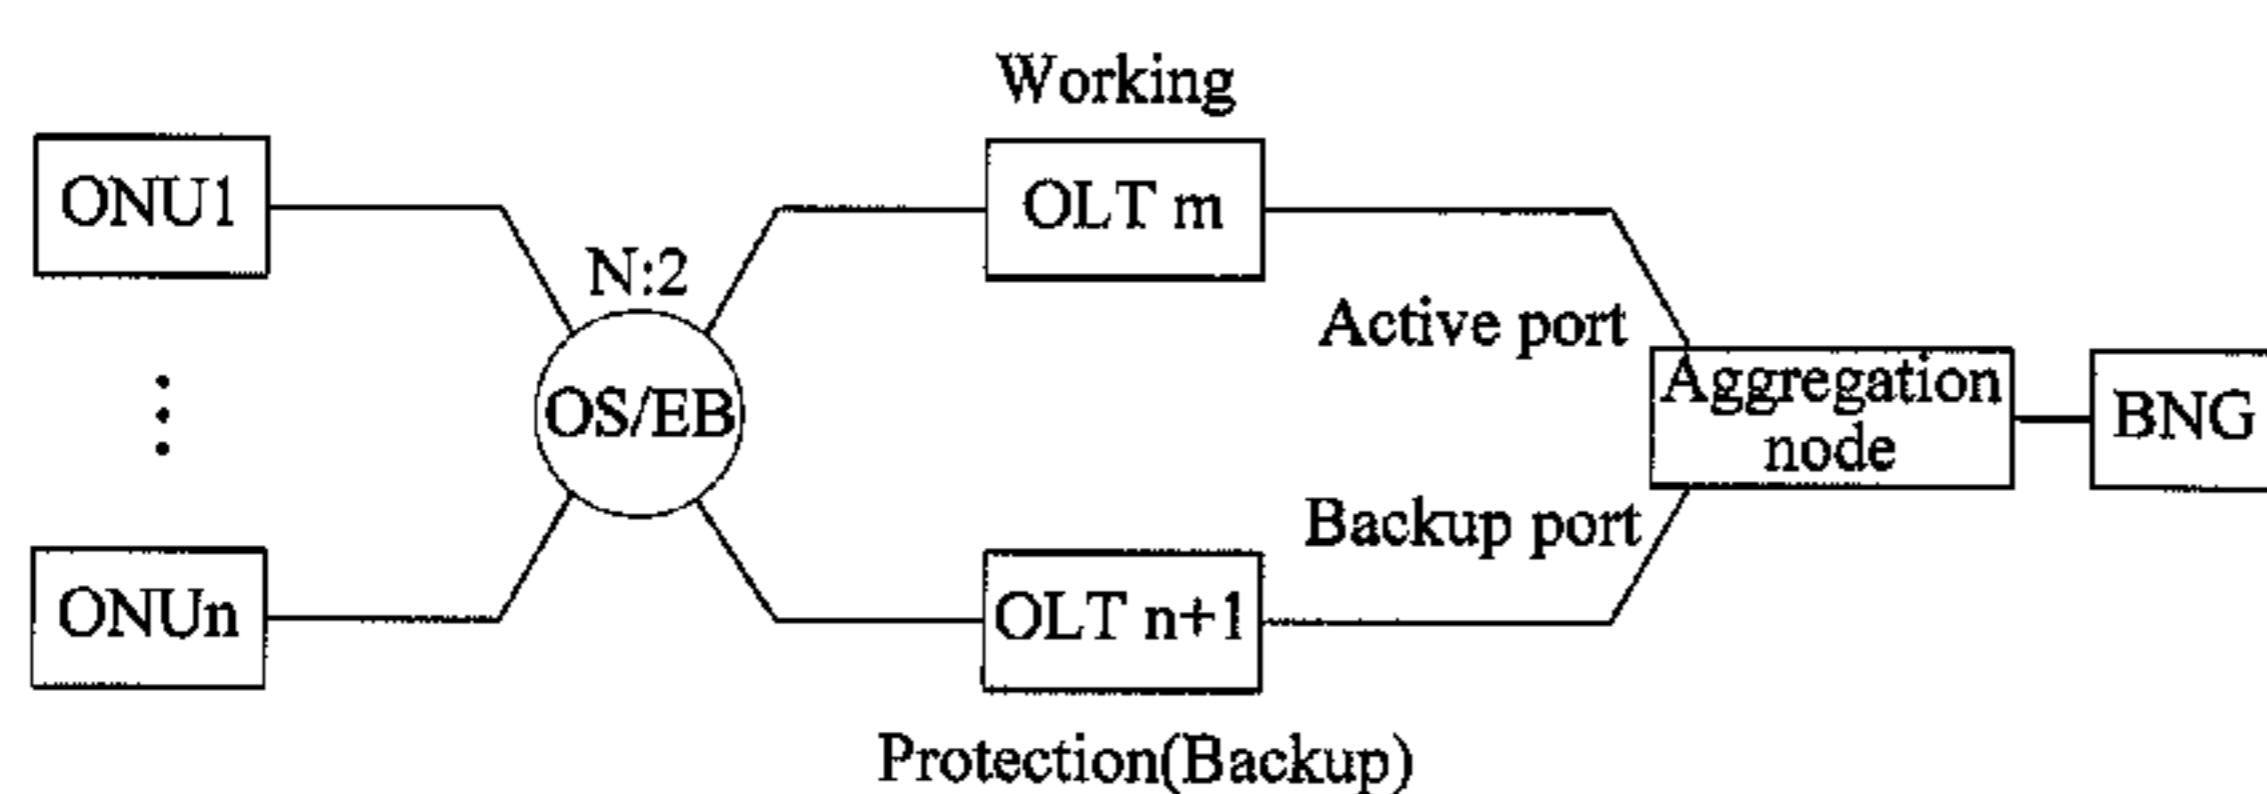 Working
ONU1
OLT m
N:2
Active port
OS/EB
Aggregation
node
BNG
Backup port
ONUn
OLT n+1
Protection(Backup)